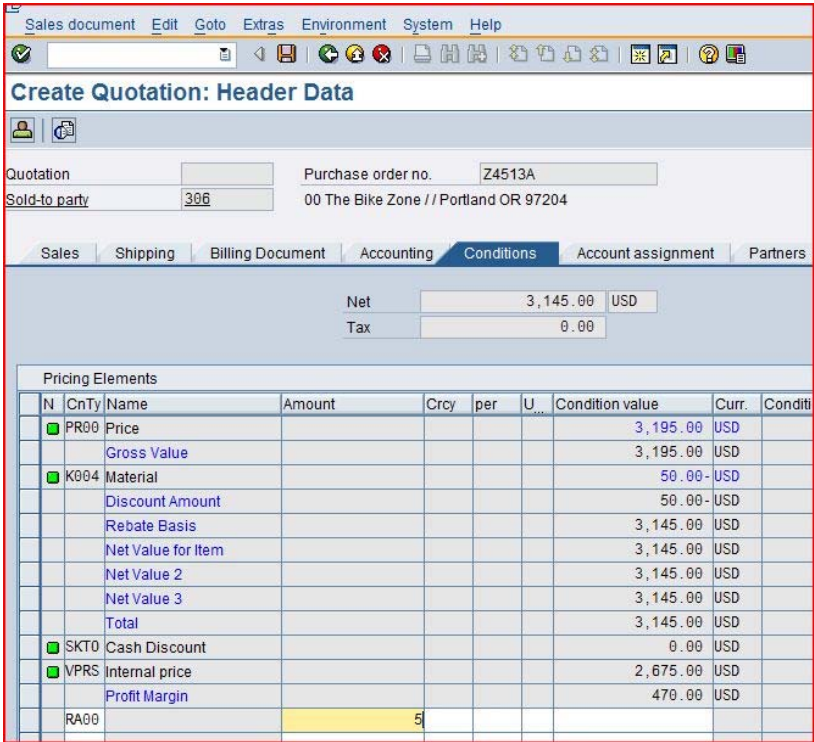 Sales document Edit Goto Extras Environment System Help
Create Quotation: Header Data
Quotation Purchase order no. Z4513A
Sold-to party 306 00 The Bike Zone / / Portland OR 97204
Sales Shipping Billing Document Accounting Conditions Account assignment Partners
Net 3,145.00 USD
Tax 0.00
Pricing Elements
N CnTy Name Amount Crcy per U... Condition value Curr. Conditi
PR00 Price 3,195.00 USD
Gross Value 3,195.00 USD
K004 Material 50.00- USD
Discount Amount 50.00- USD
Rebate Basis 3,145.00 USD
Net Value for Item 3,145.00 USD
Net Value 2 3,145.00 USD
Net Value 3 3,145.00 USD
Total 3,145.00 USD
SKTO Cash Discount 0.00 USD
VPRS Internal price 2,675.00 USD
Profit Margin 470.00 USD
RA00 5